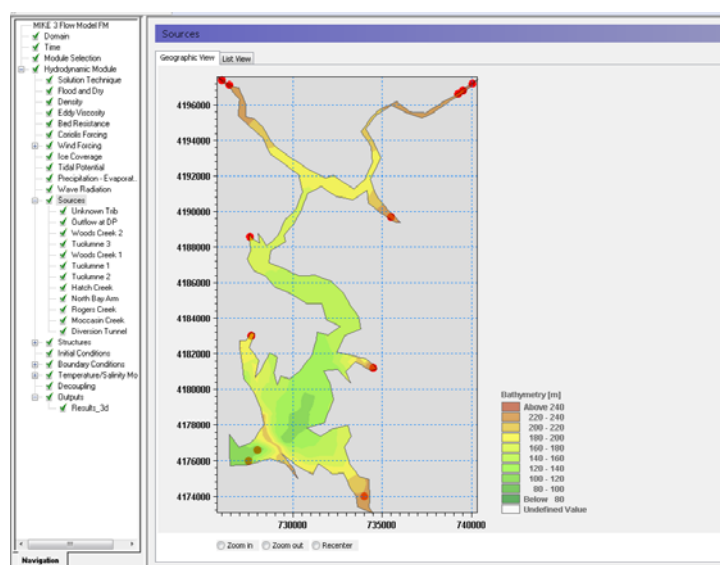 MIKE 3 Flow Model FM
Domain
Time
Module Selection
Hydrodynamic Module
Solution Technique
Flood and Dry
Density
Eddy Viscosity
Bed Resistance
Coriolis Forcing
Wind Forcing
Ice Coverage
Tidal Potential
Precipitation - Evaporat..
Wave Radiation
Sources
Unknown Trib
Outflow at DP
Woods Creek 2
Tuolumne 3
Woods Creek 1
Tuolumne 1
Tuolumne 2
Hatch Creek
North Bay Arm
Rogers Creek
Moccasin Creek
Diversion Tunnel
Structures
Initial Conditions
Boundary Conditions
Temperature/Salinity Mo
Decoupling
Outputs
Results_3d
Navigation
Sources
Geographic View List View
4196000
4194000
4192000
4190000
4188000
4186000
4184000
4182000
4180000
4178000
4176000
4174000
730000 735000 740000
Bathymetry [m]
Above 240
220 - 240
200 - 220
180 - 200
160 - 180
140 - 160
120 - 140
100 - 120
80 - 100
Below 80
Undefined Value
Zoom in Zoom out Recenter